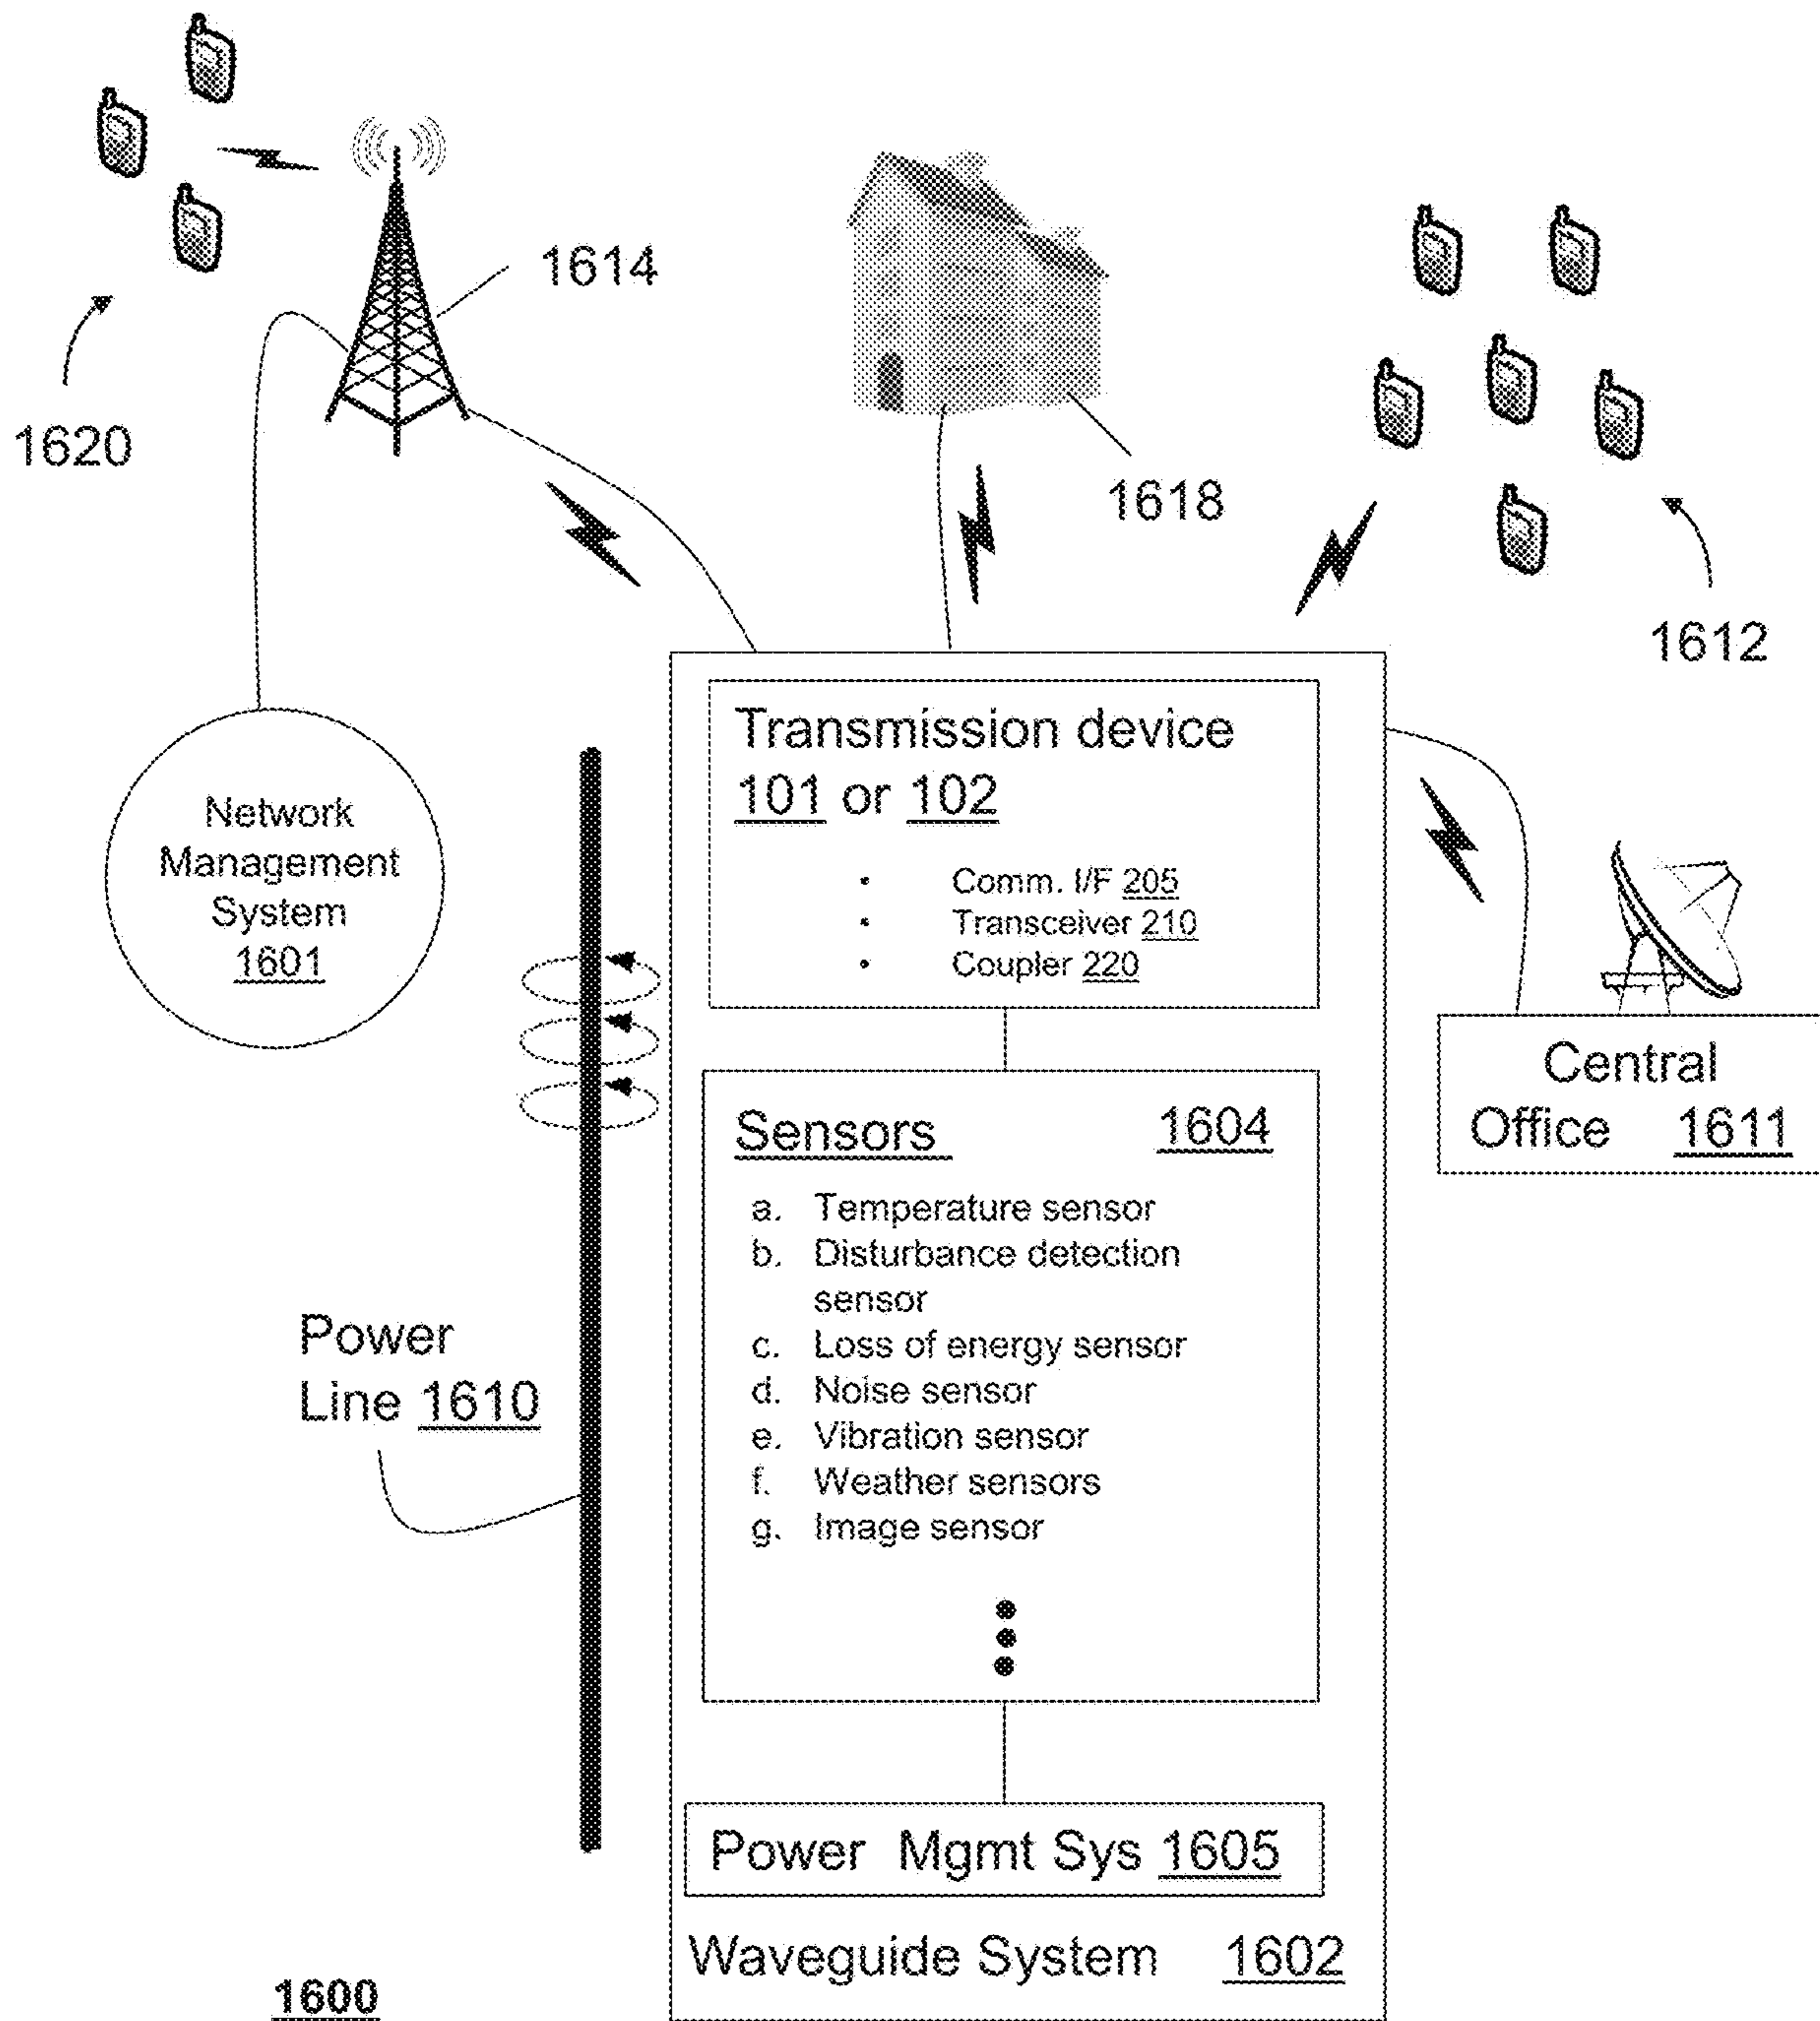 1614
1620
1618
1612
Network
Management
System
1601
Transmission device
101 or 102
• Comm. I/F 205
• Transceiver 210
• Coupler 220
Central
Office 1611
Sensors 1604
a. Temperature sensor
b. Disturbance detection
sensor
c. Loss of energy sensor
d. Noise sensor
e. Vibration sensor
f. Weather sensors
g. Image sensor
Power
Line 1610
Power Mgmt Sys 1605
Waveguide System 1602
1600